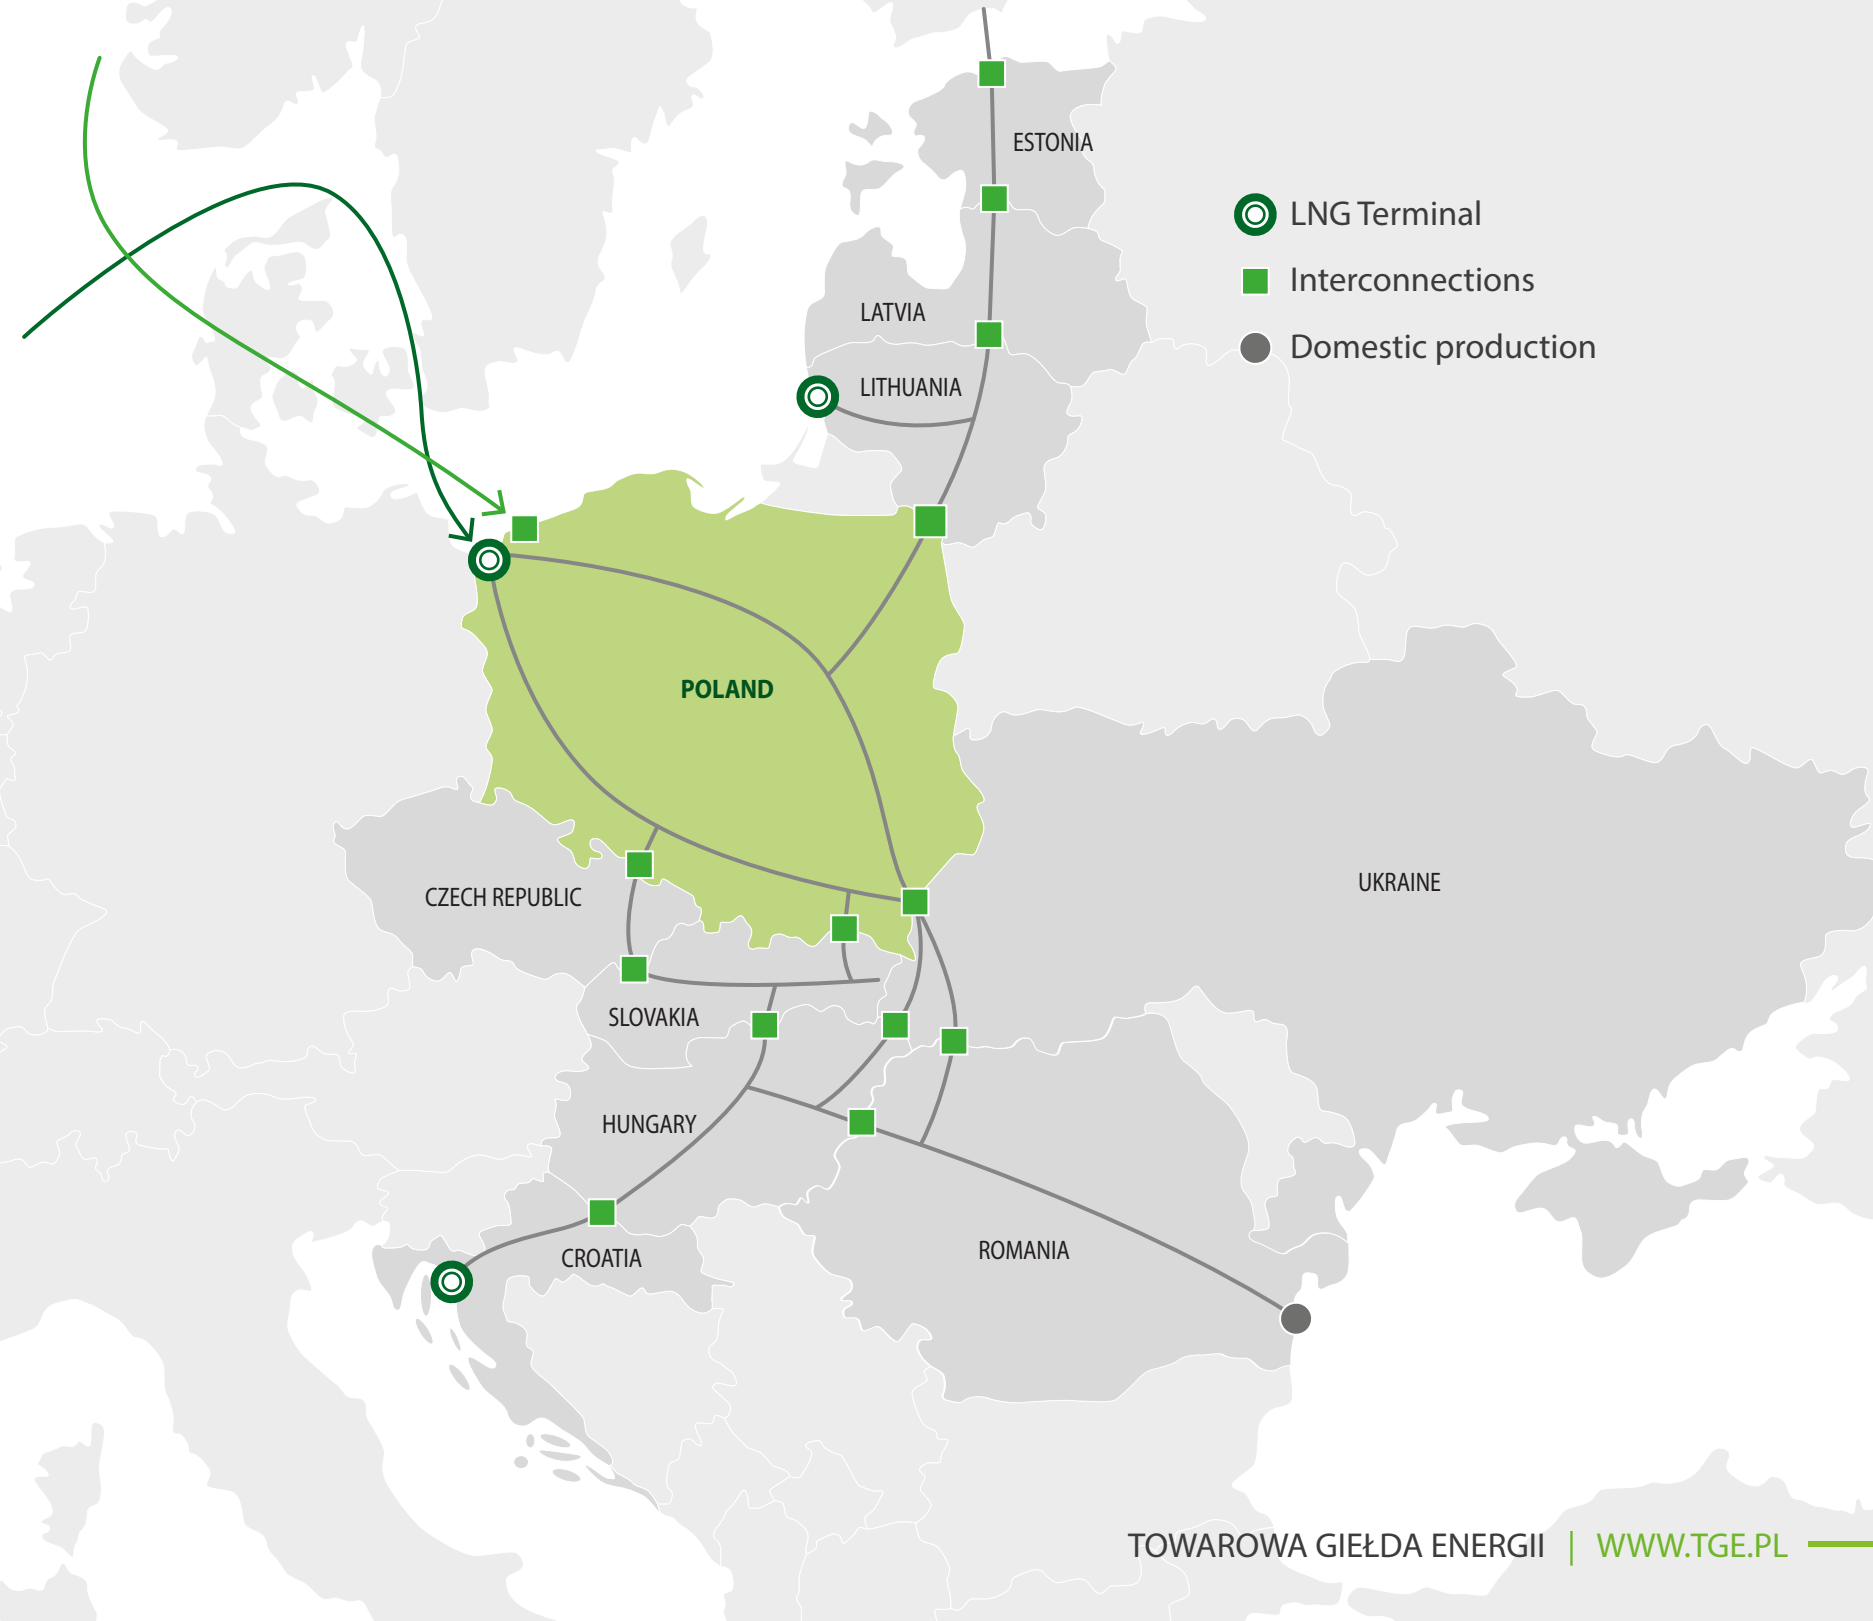 ESTONIA
LNG Terminal
Interconnections
LATVIA
Domestic production
LITHUANIA
POLAND
UKRAINE
CZECH REPUBLIC
SLOVAKIA
HUNGARY
ROMANIA
CROATIA
TOWAROWA GIEŁDA ENERGII | WWW.TGE.PL